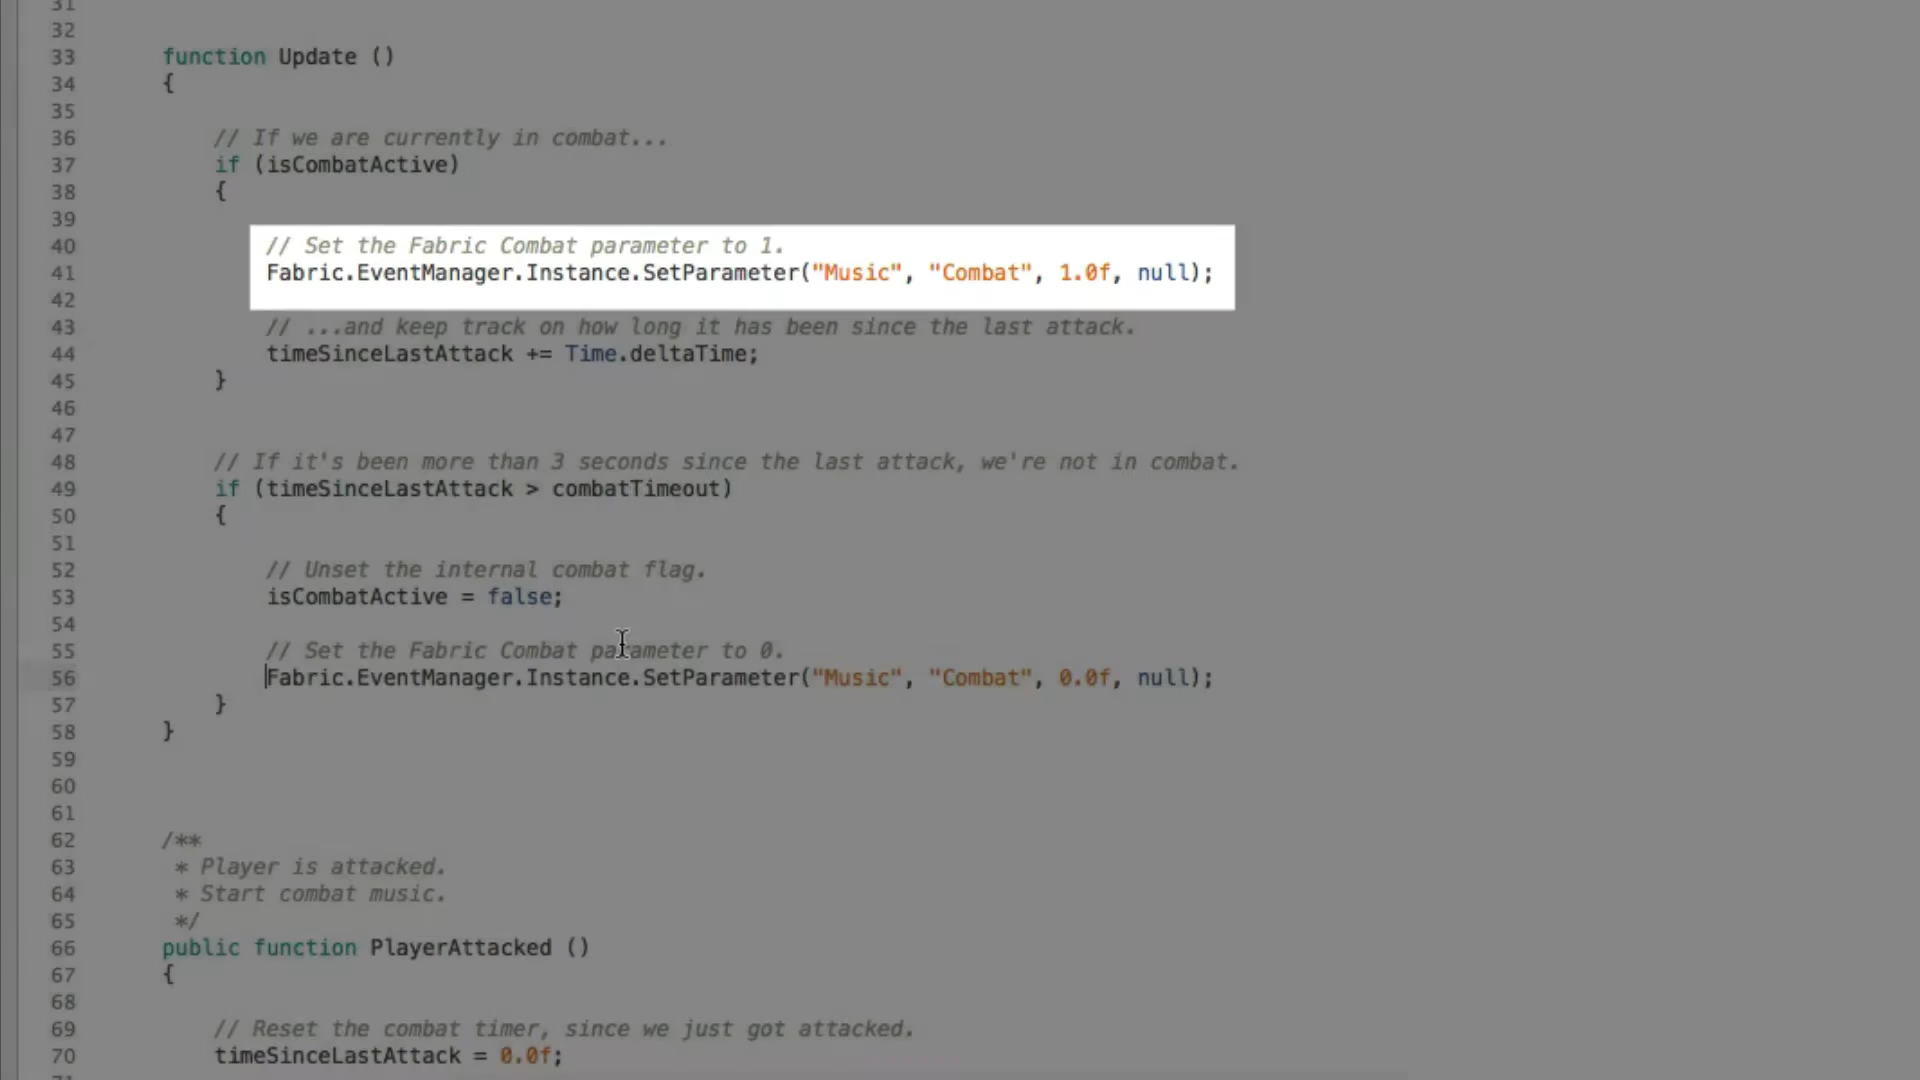 31
32
33 function Update ()
34 {
35
36 // If we are currently in combat...
37 if (isCombatActive)
38 {
39
40 // Set the Fabric Combat parameter to 1.
41 Fabric.EventManager.Instance.SetParameter("Music", "Combat", 1.0f, null);
42
43 // ...and keep track on how long it has been since the last attack.
44 timeSinceLastAttack += Time.deltaTime;
45 }
46
47
48 // If it's been more than 3 seconds since the last attack, we're not in combat.
49 if (timeSinceLastAttack > combatTimeout)
50 {
51
52 // Unset the internal combat flag.
53 isCombatActive = false;
54
55 // Set the Fabric Combat parameter to 0.
56 Fabric.EventManager.Instance.SetParameter("Music", "Combat", 0.0f, null);
57 }
58 }
59
60
61
62 /**
63 * Player is attacked.
64 * Start combat music.
65 */
66 public function PlayerAttacked ()
67 {
68
69 // Reset the combat timer, since we just got attacked.
70 timeSinceLastAttack = 0.0f;
71